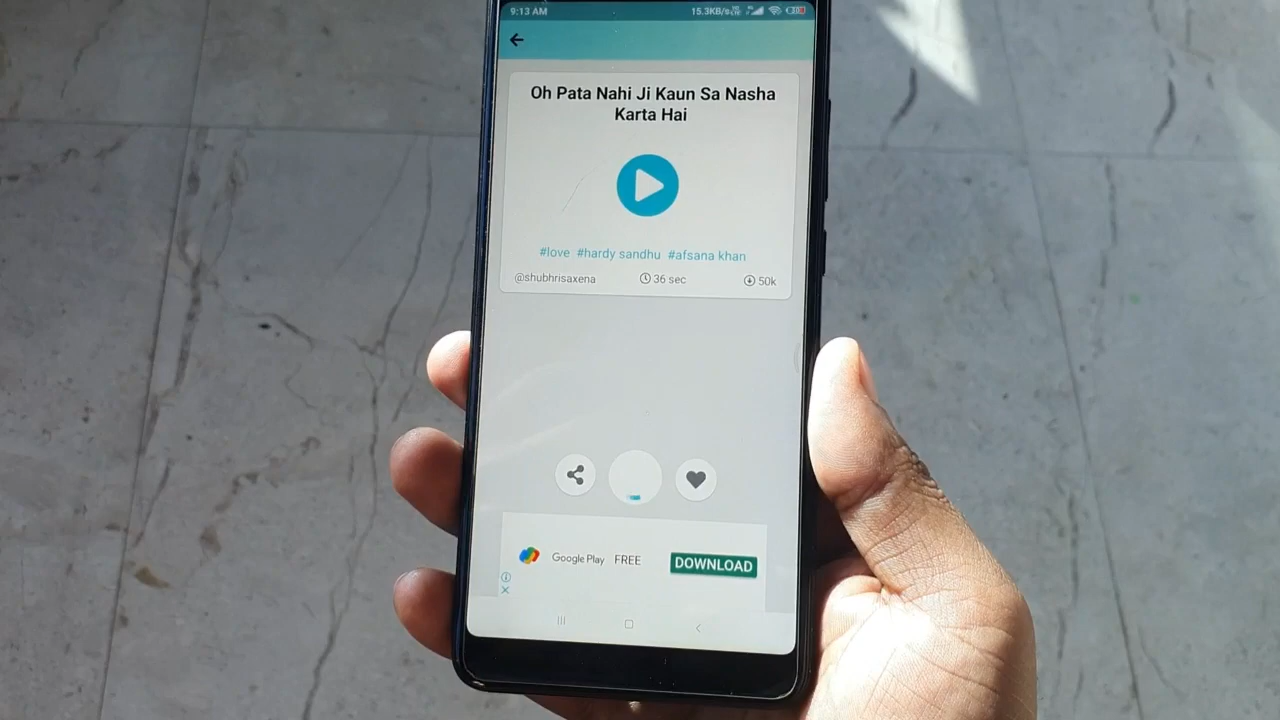 9:13 AM 15.3KB/s
Oh Pata Nahi Ji Kaun Sa Nasha
Karta Hai
#love #hardy sandhu #afsana khan
@shubhrisaxena 36 sec 50k
Google Play FREE DOWNLOAD